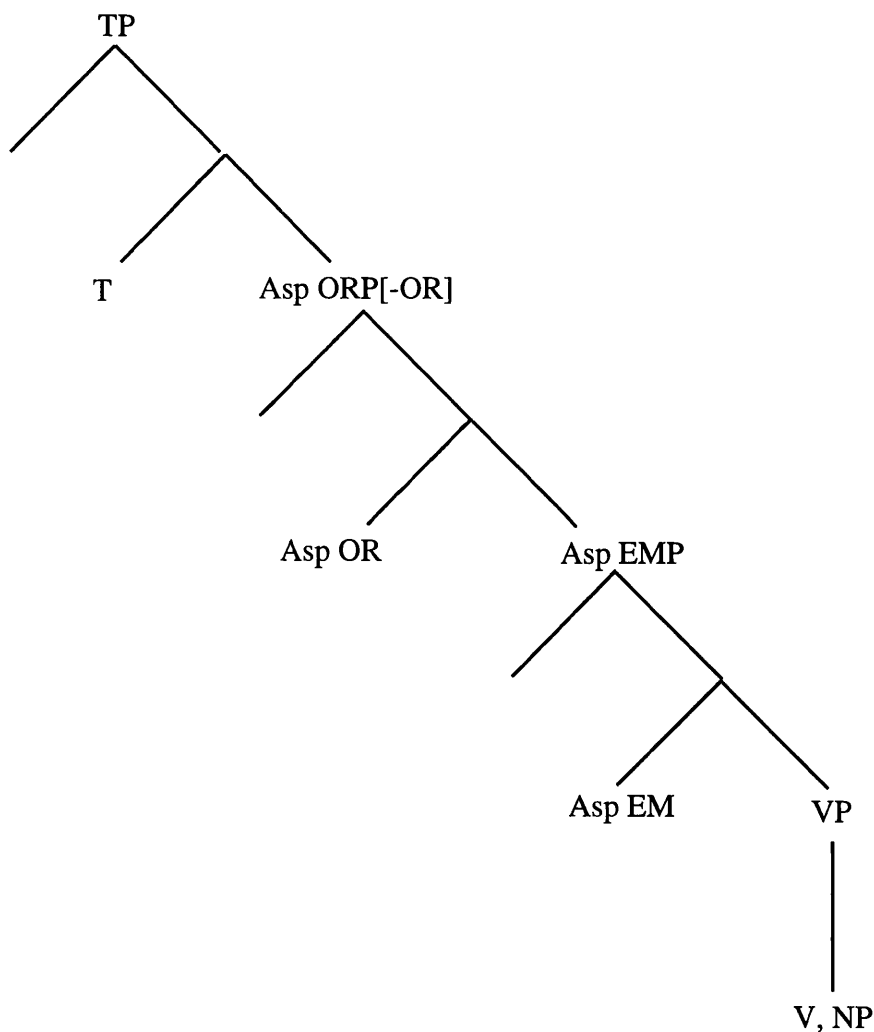 TP
T
Asp ORP[-OR]
Asp OR
Asp EMP
Asp EM
VP
V, NP